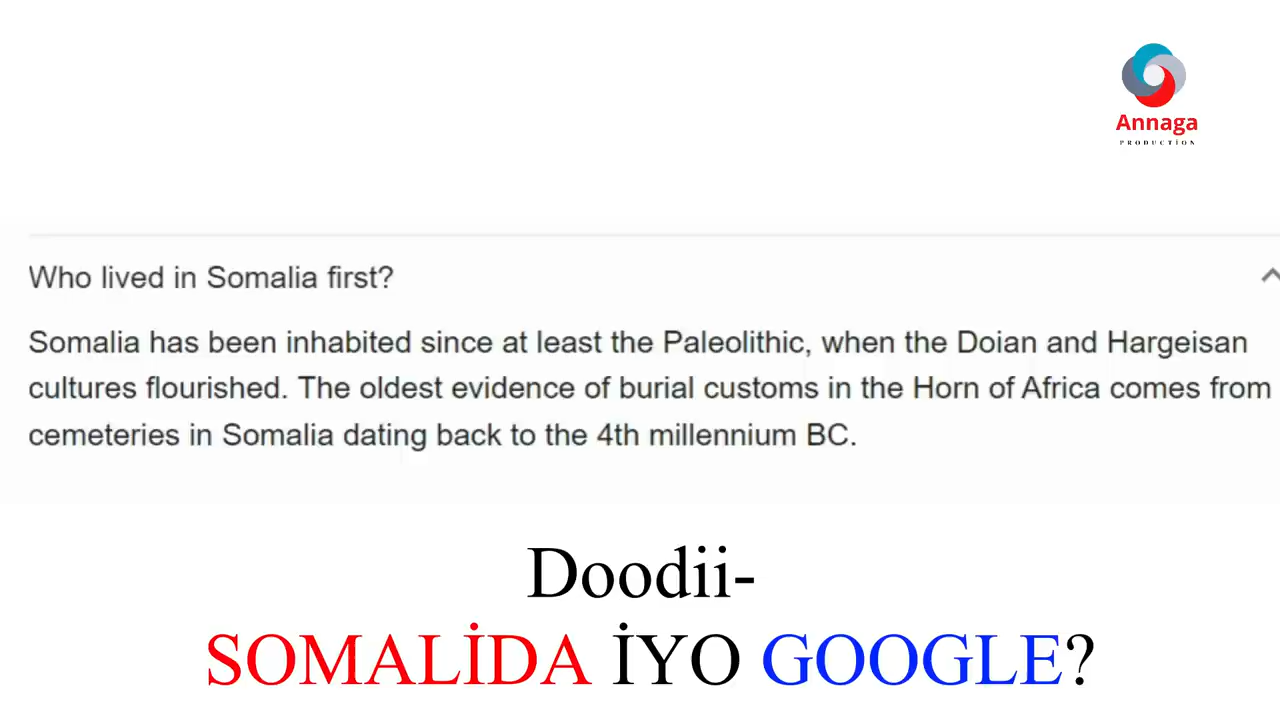 Annaga
PRODUCTİON
Who lived in Somalia first?
Somalia has been inhabited since at least the Paleolithic, when the Doian and Hargeisan
cultures flourished. The oldest evidence of burial customs in the Horn of Africa comes from
cemeteries in Somalia dating back to the 4th millennium BC.
Doodii-
SOMALİDA İYO GOOGLE?